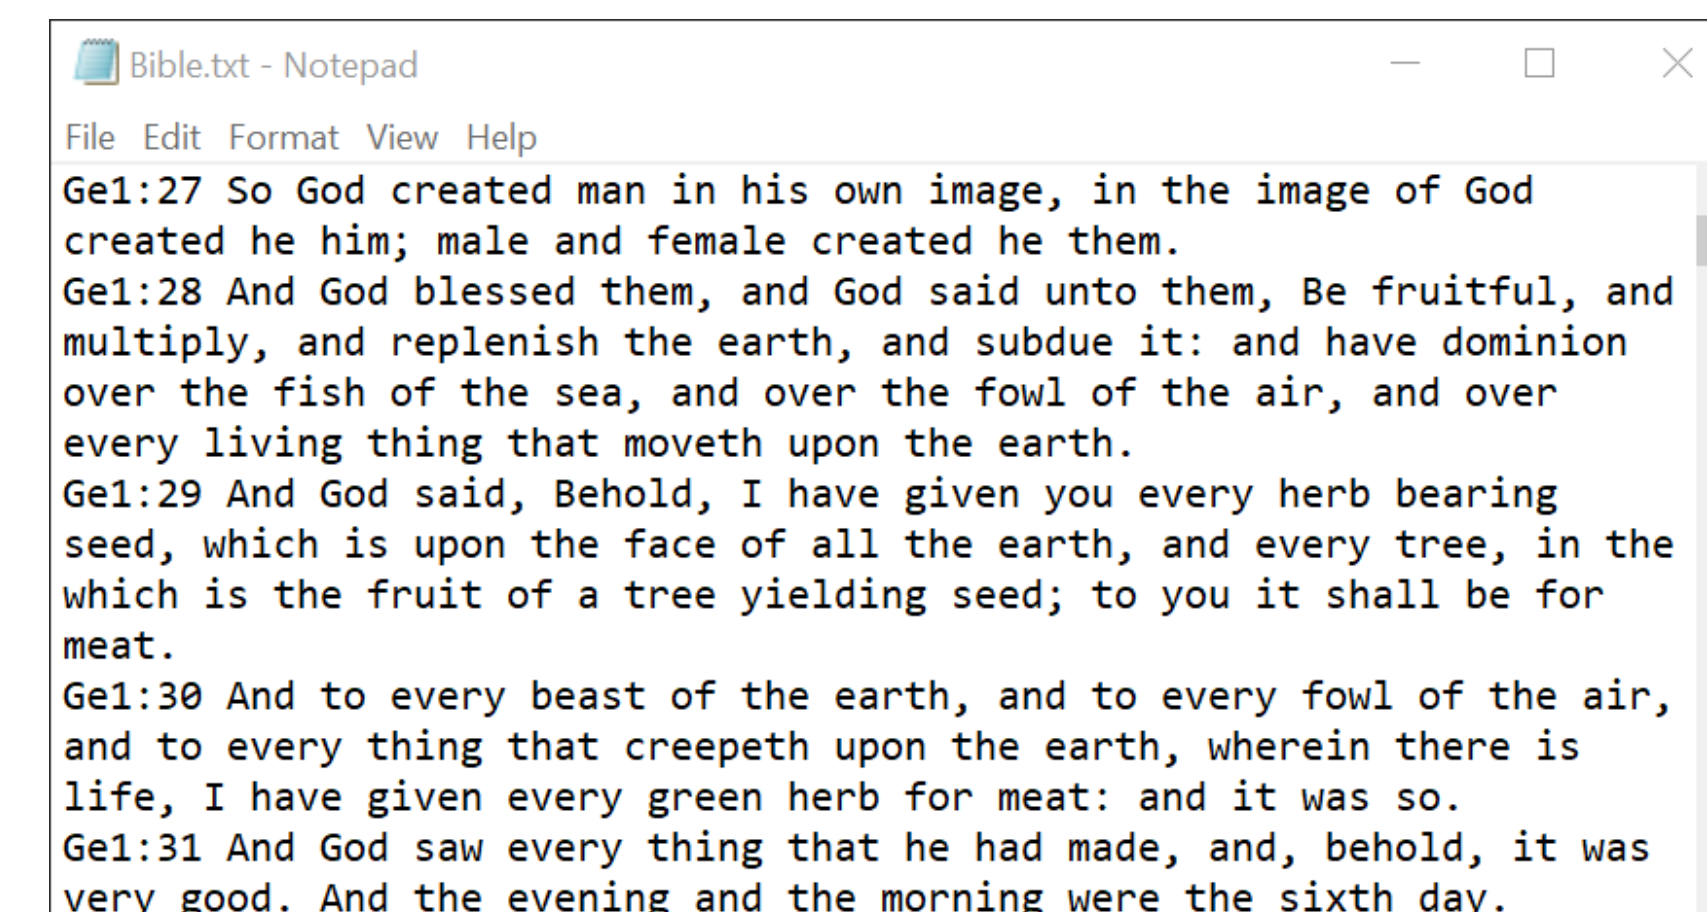 Bible.txt - Notepad
File Edit Format View Help
Ge1:27 So God created man in his own image, in the image of God
created he him; male and female created he them.
Ge1:28 And God blessed them, and God said unto them, Be fruitful, and
multiply, and replenish the earth, and subdue it: and have dominion
over the fish of the sea, and over the fowl of the air, and over
every living thing that moveth upon the earth.
Ge1:29 And God said, Behold, I have given you every herb bearing
seed, which is upon the face of all the earth, and every tree, in the
which is the fruit of a tree yielding seed; to you it shall be for
meat.
Ge1:30 And to every beast of the earth, and to every fowl of the air,
and to every thing that creepeth upon the earth, wherein there is
life, I have given every green herb for meat: and it was so.
Ge1:31 And God saw every thing that he had made, and, behold, it was
very good. And the evening and the morning were the sixth day.